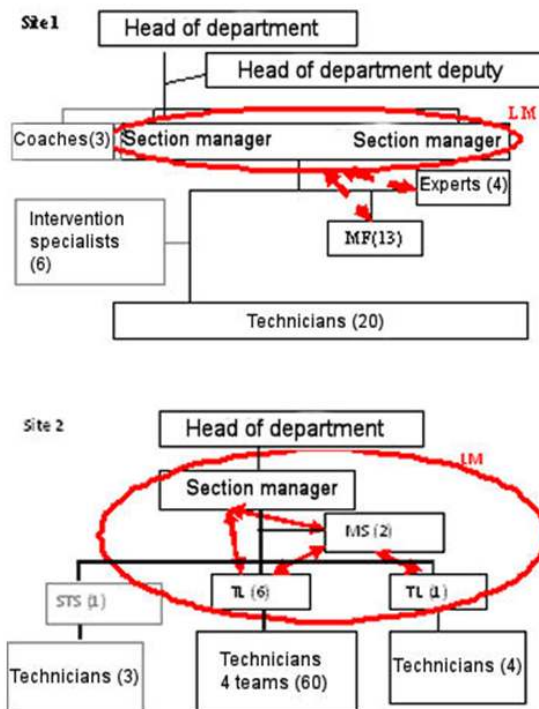 Site 1
Head of department
Head of department deputy
LM
Coaches(3)
Section manager
Section manager
Experts (4)
Intervention
specialists
(6)
MF(13)
Technicians (20)
Site 2
Head of department
LM
Section manager
MS (2)
STS (1)
TL (6)
TL (1)
Technicians (3)
Technicians
4 teams (60)
Technicians (4)